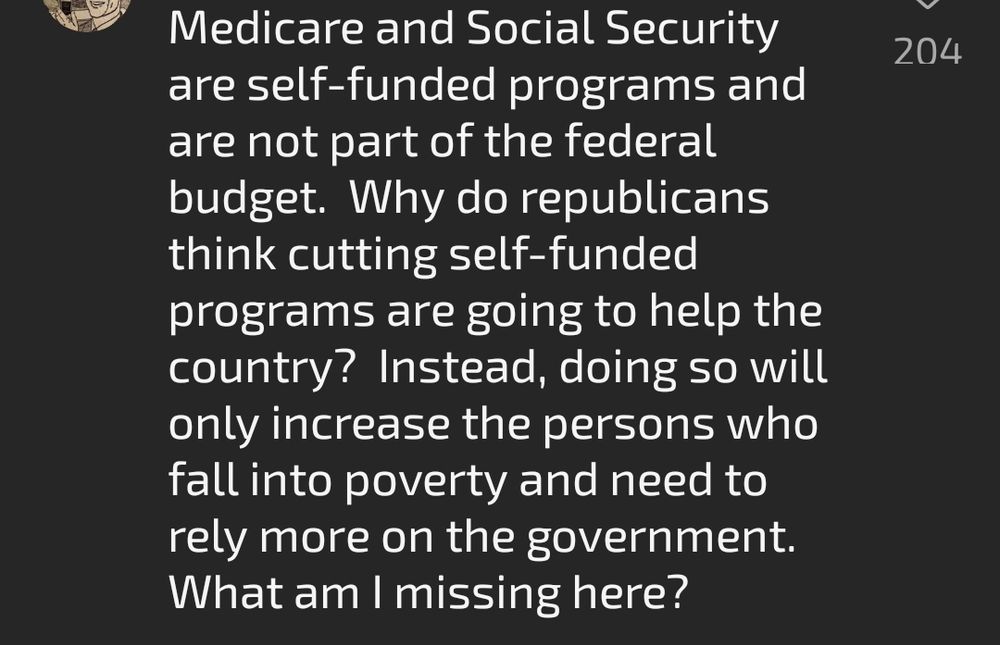 Medicare and Social Security
204
are self-funded programs and
are not part of the federal
budget.  Why do republicans
think cutting self-funded
programs are going to help the
country?  Instead, doing so will
only increase the persons who
fall into poverty and need to
rely more on the government.
What am I missing here?